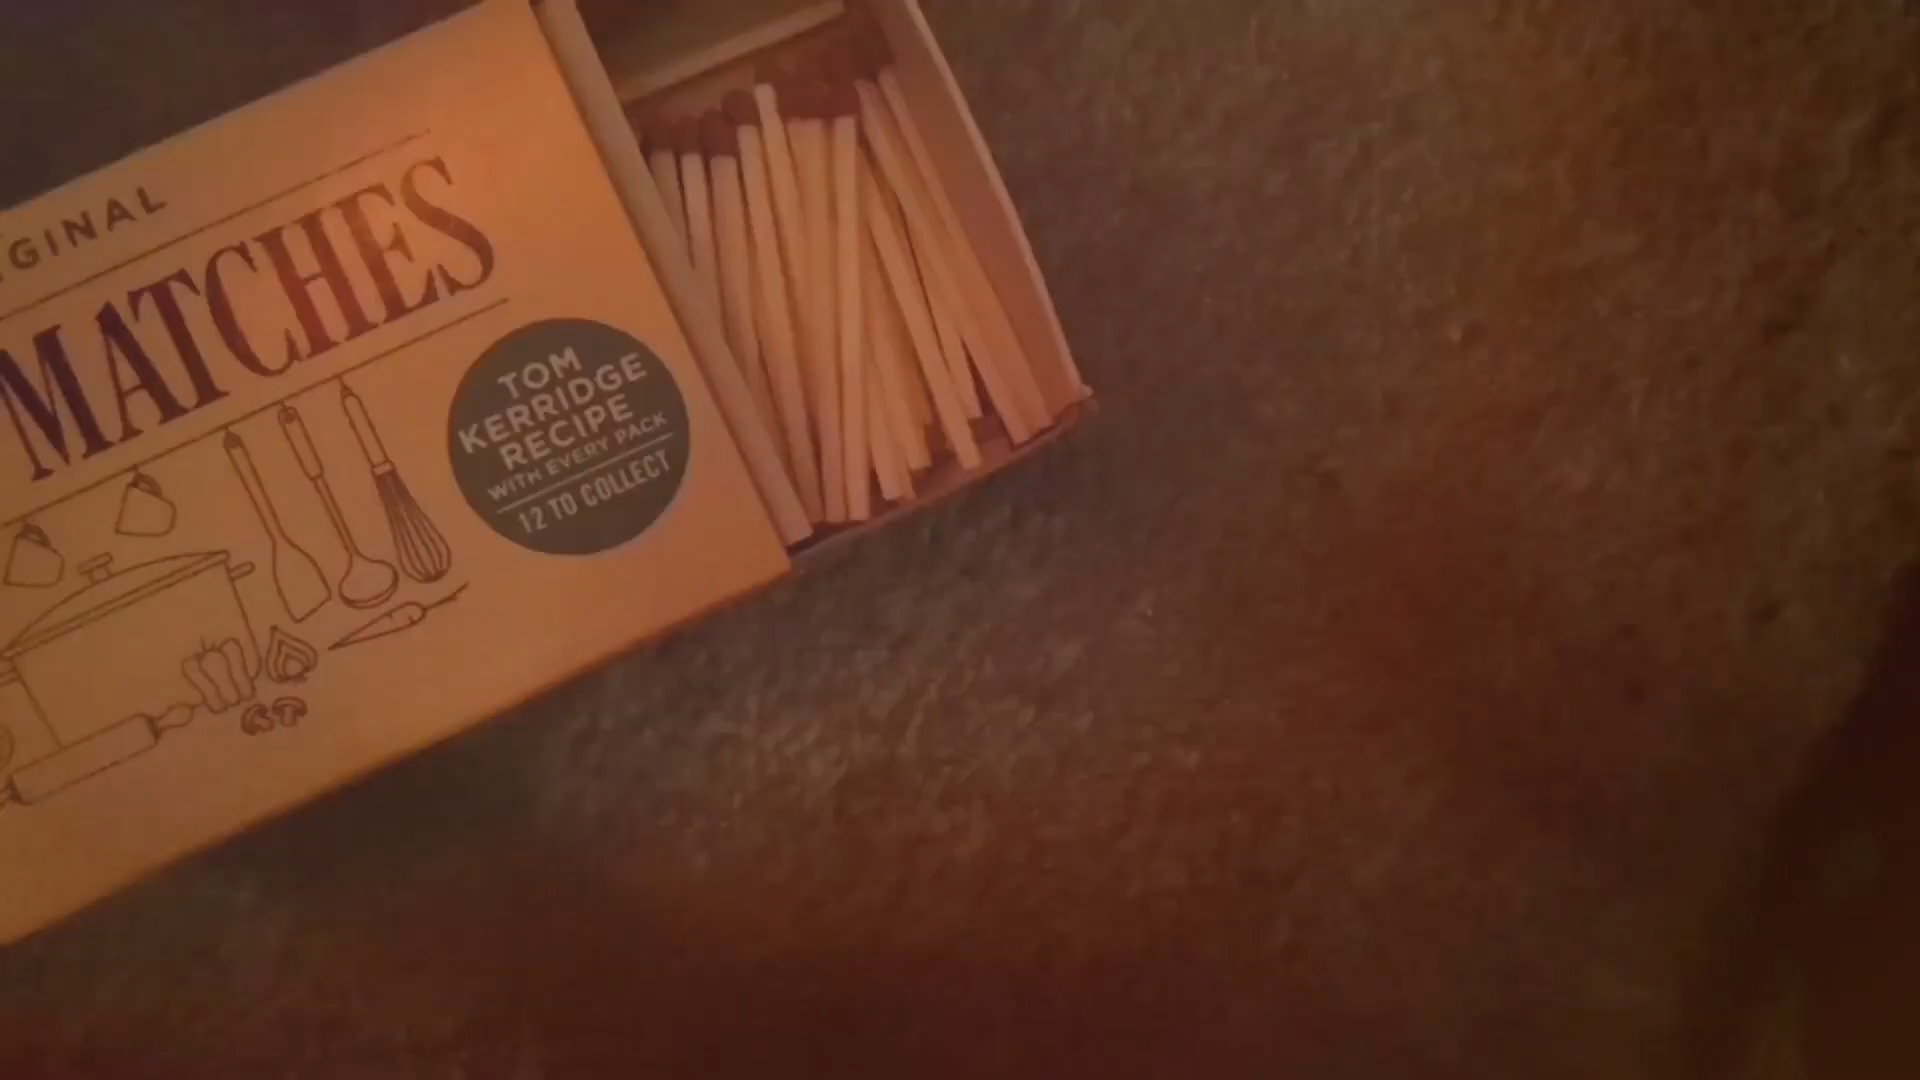 MATCHES
TOM
KERRIDGE
RECIPE
WITH EVERY PACK
12 TO COLLECT